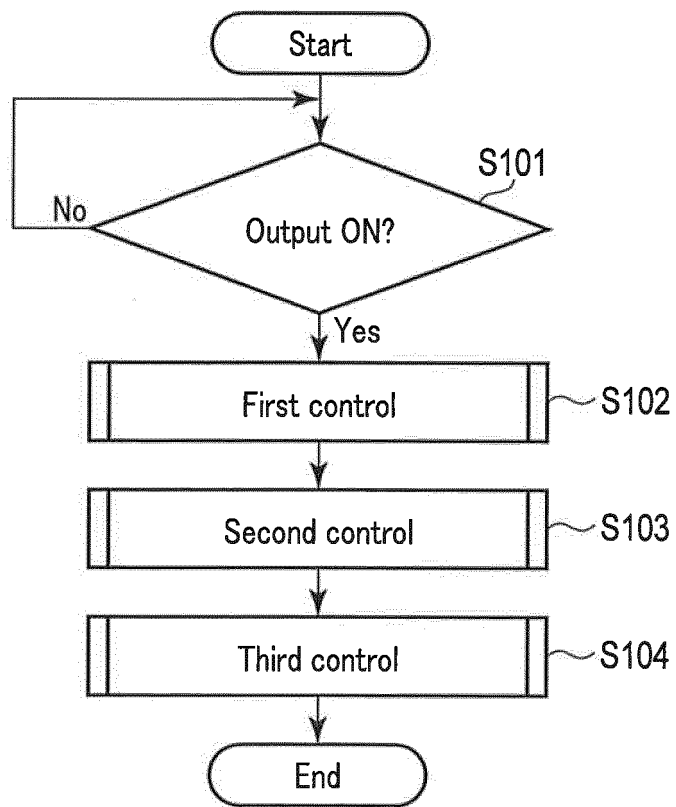 Start
S101
Output ON?
No
Yes
First control
S102
Second control
S103
Third control
S104
End